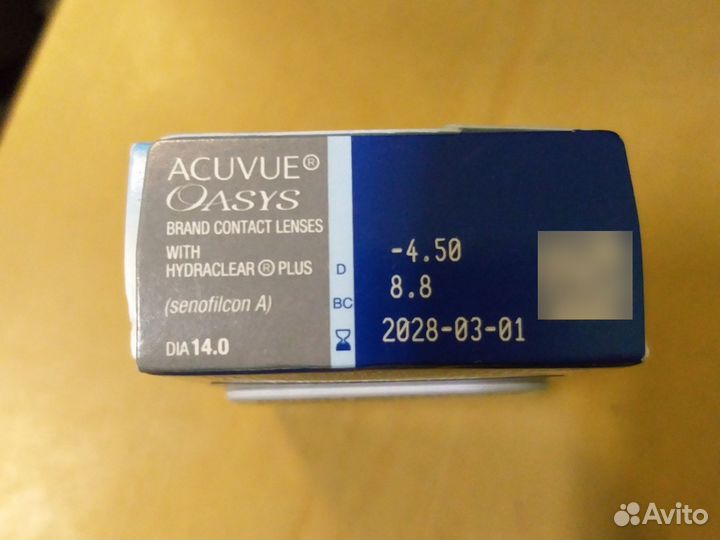 ACUVUE®
OASYS
BRAND CONTACT LENSES
WITH
HYDRACLEAR ® PLUS
(senofilcon A)
DIA 14.0
D -4.50
BC 8.8
2028-03-01
Avito